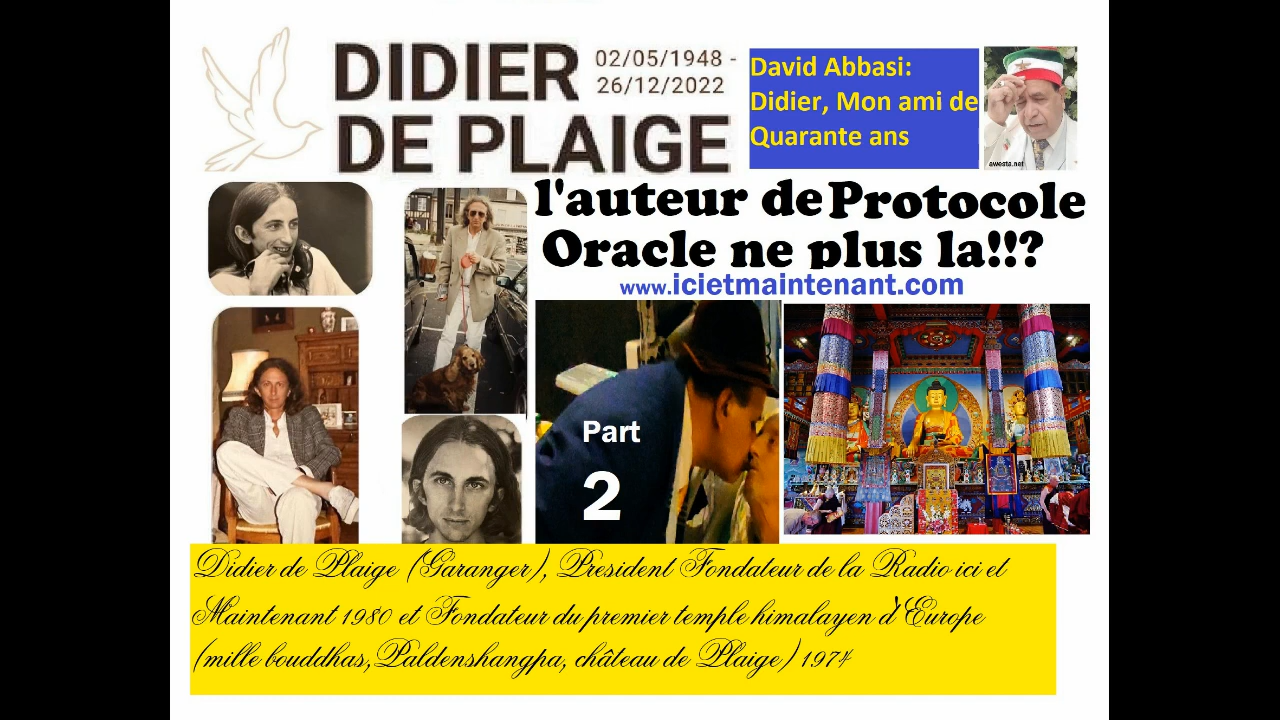 DIDIER
DE PLAIGE
02/05/1948 -
26/12/2022
David Abbasi:
Didier, Mon ami de
Quarante ans
awesta.net
l'auteur de Protocole
Oracle ne plus la!!?
www.icietmaintenant.com
Part
2
Didier de Plaige (Garanger), President Fondateur de la Radio ici et
Maintenant 1980 et Fondateur du premier temple himalayen d'Europe
(mille bouddhas, Paldenshangpa, château de Plaige) 1974